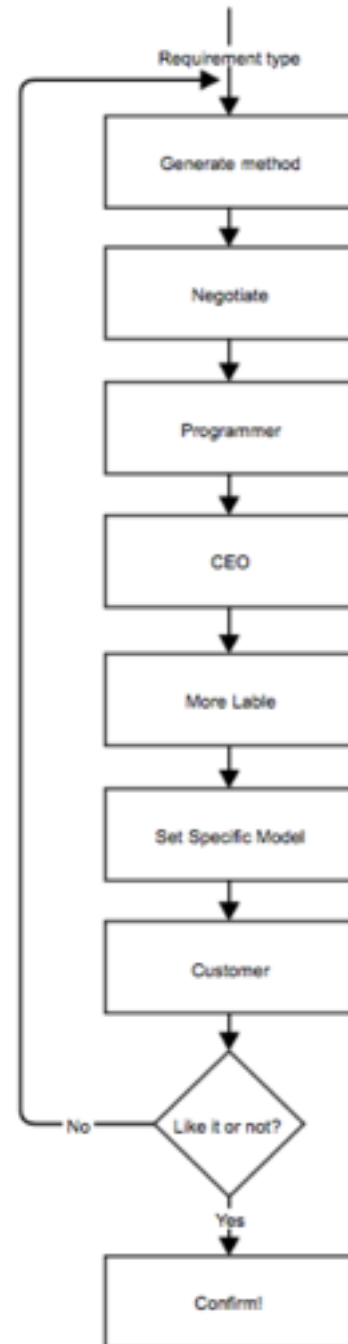 Requirement type
Generate method
Negotiate
Programmer
CEO
More Lable
Set Specific Model
Customer
Like it or not?
No
Yes
Confirm!